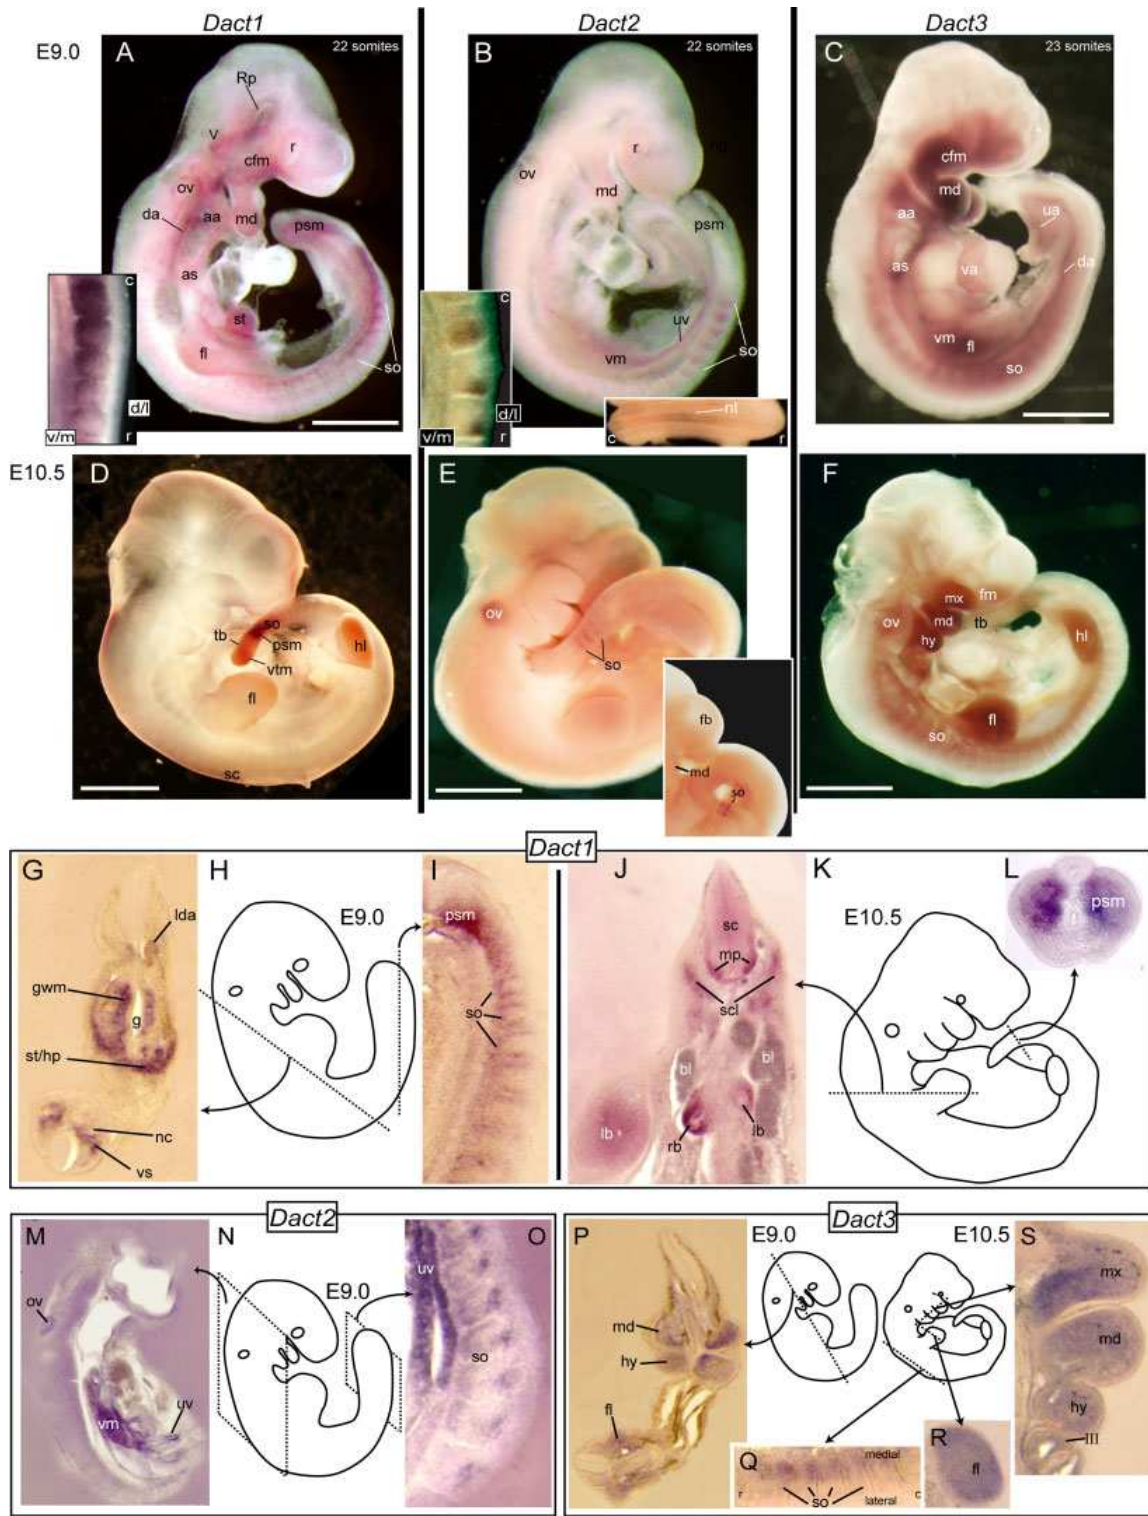 Dact1 Dact2 Dact3
E9.0
A 22 somites
Rp
V
r
cfm
ov
da
aa
md
psm
as
st
fl
so
c
d/l
v/m
r
B 22 somites
r
ov
md
psm
uv
vm
so
c
d/l
v/m
r
nt
c r
C 23 somites
cfm
md
aa
ua
as
va
da
vm
fl
so
E10.5
D
so
tb
psm
vtm
hl
fl
sc
E
ov
so
fb
md
so
F
mx
fm
ov
md
tb
hy
hl
fl
so
Dact1
G
lda
gwm
g
st/hp
nc
vs
H
E9.0
I
psm
so
J
sc
mp
scl
bl
bl
lb
rb
lb
K
E10.5
L
psm
Dact2
M
ov
vm
uv
N
E9.0
O
uv
so
Dact3
P
md
hy
fl
E9.0
E10.5
Q
medial
r
so
lateral
c
R
fl
S
mx
md
hy
III